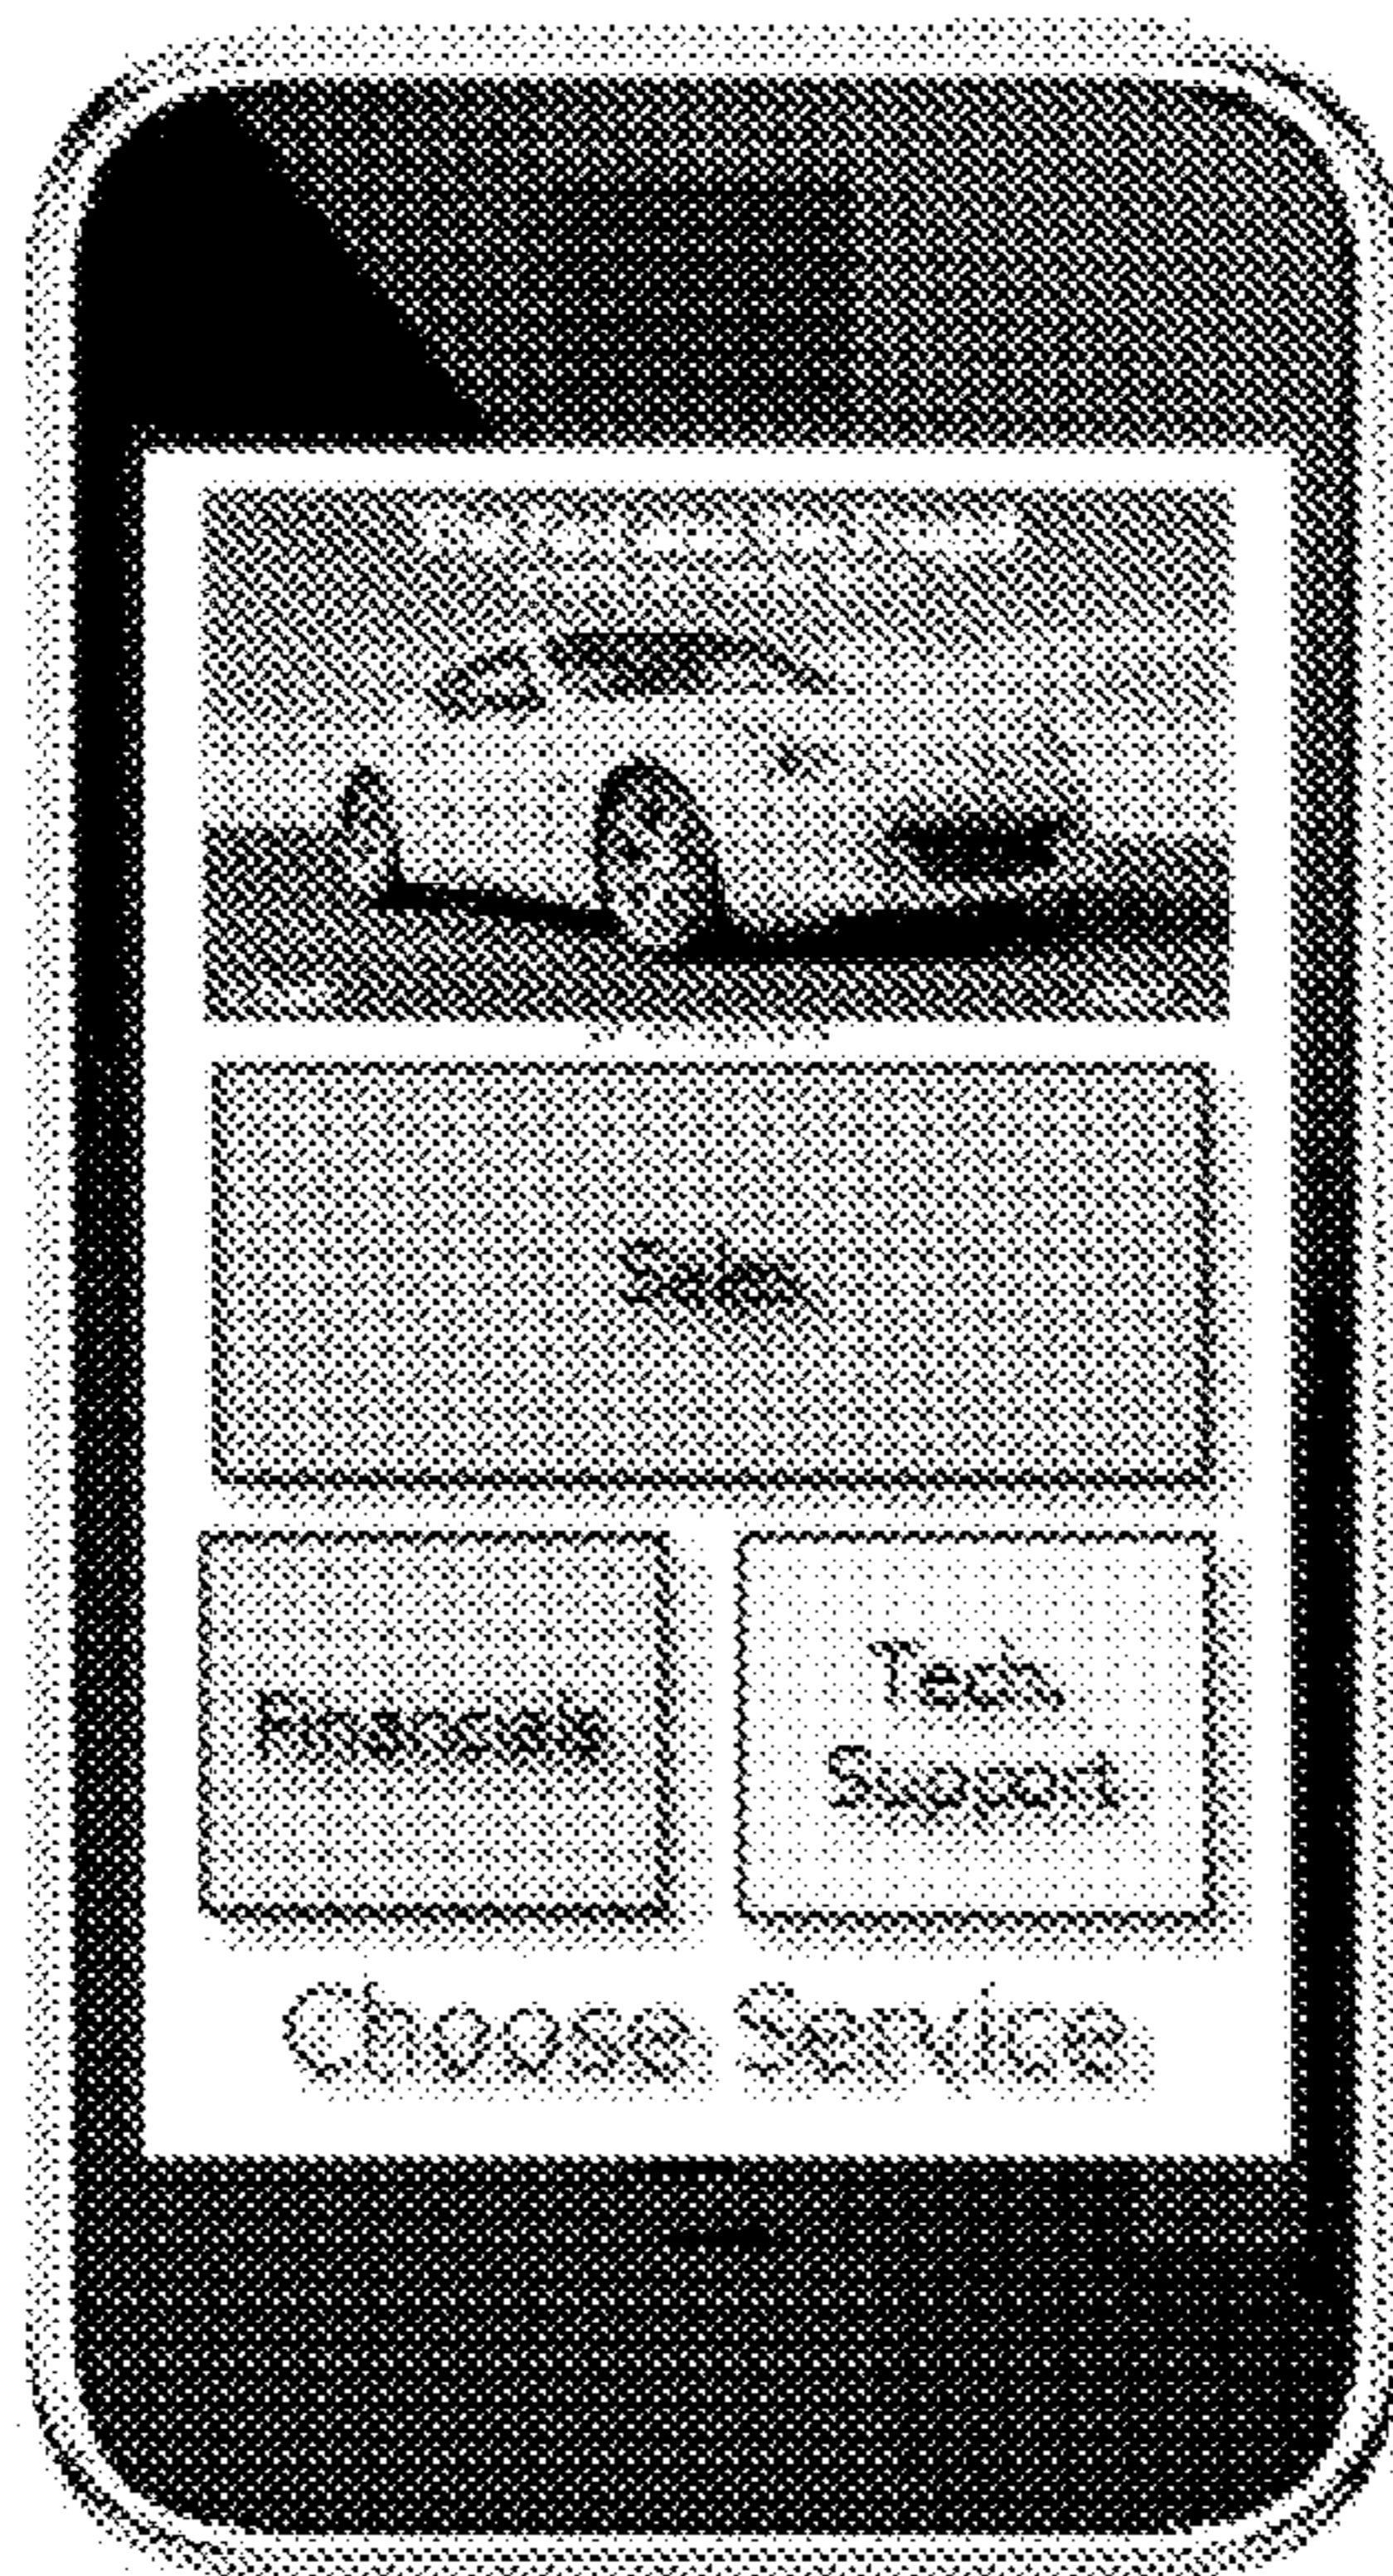 Sales
Financials
Tech
Support
Choose Service